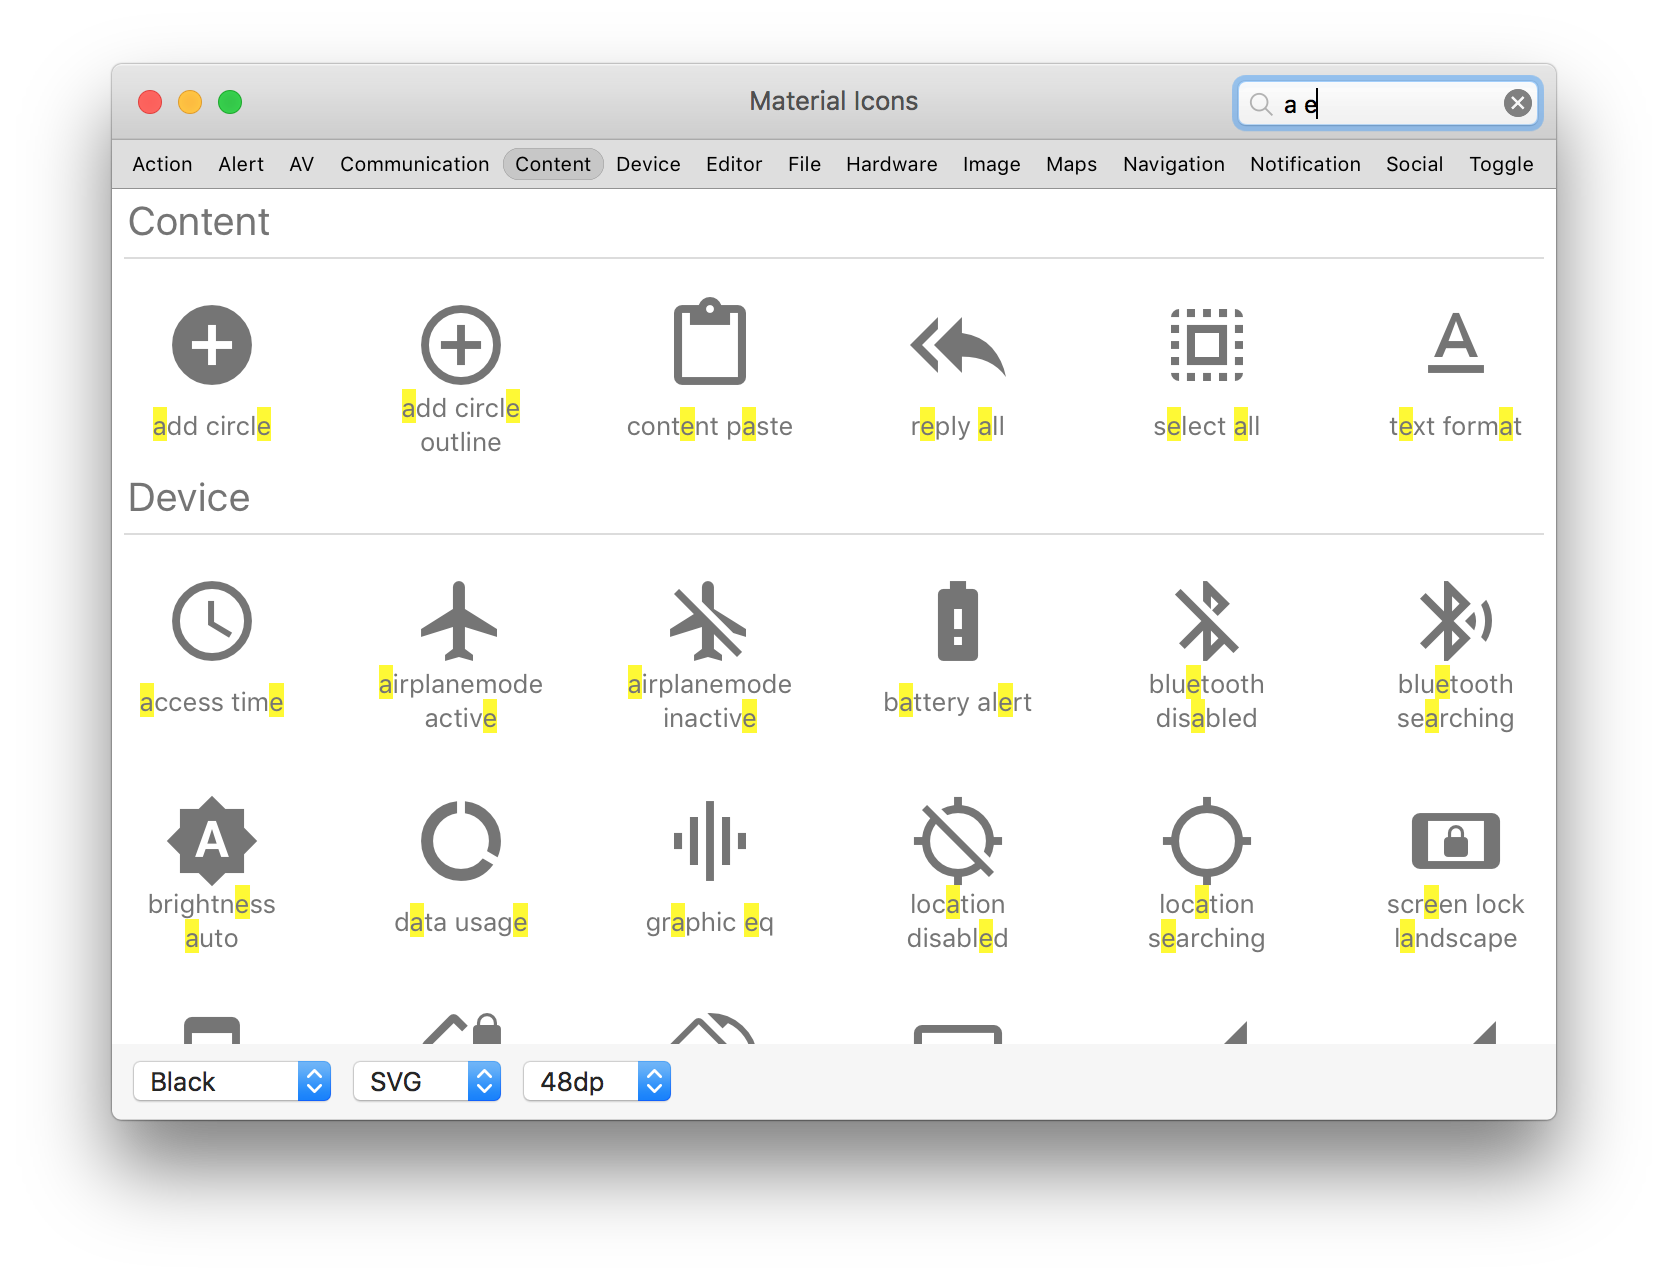 Material Icons
a e
Action Alert AV Communication Content Device Editor File Hardware Image Maps Navigation Notification Social Toggle
Content
A
add circle
add circle
outline
content paste
reply all
select all
text format
Device
access time
airplanemode
active
airplanemode
inactive
battery alert
bluetooth
disabled
bluetooth
searching
A
brightness
auto
data usage
graphic eq
location
disabled
location
searching
screen lock
landscape
Black
SVG
48dp